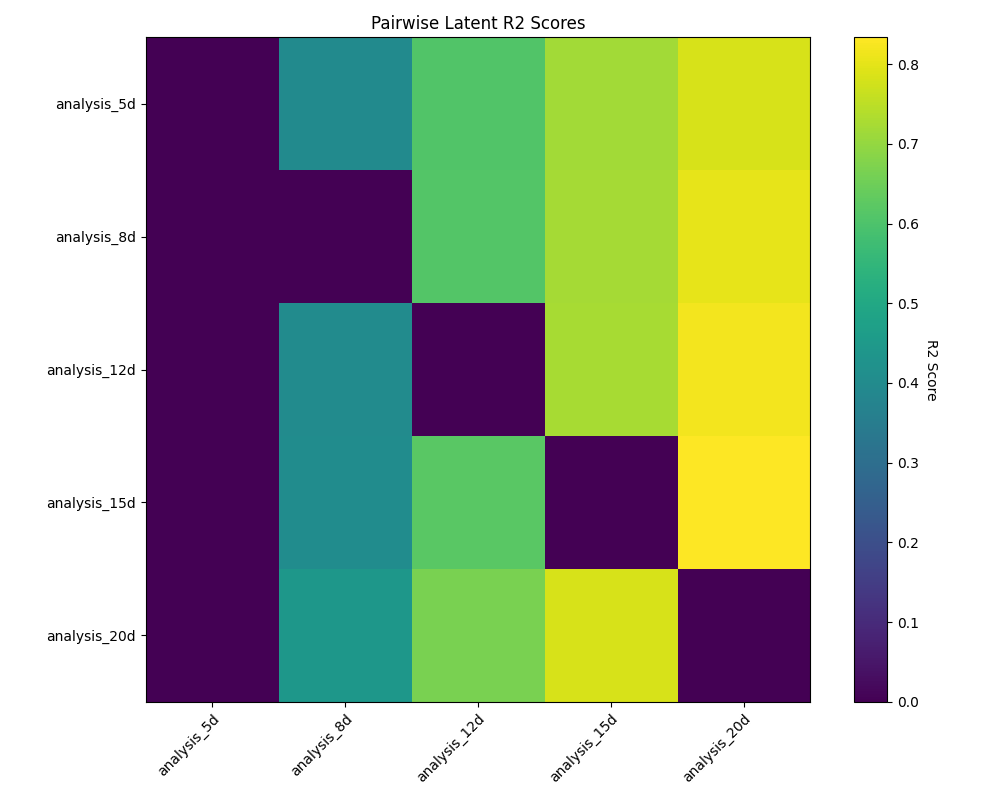 Pairwise Latent R2 Scores
analysis_5d
analysis_8d
analysis_12d
analysis_15d
analysis_20d
analysis_5d
analysis_8d
analysis_12d
analysis_15d
analysis_20d
0.8
0.7
0.6
0.5
0.4
0.3
0.2
0.1
0.0
R2 Score